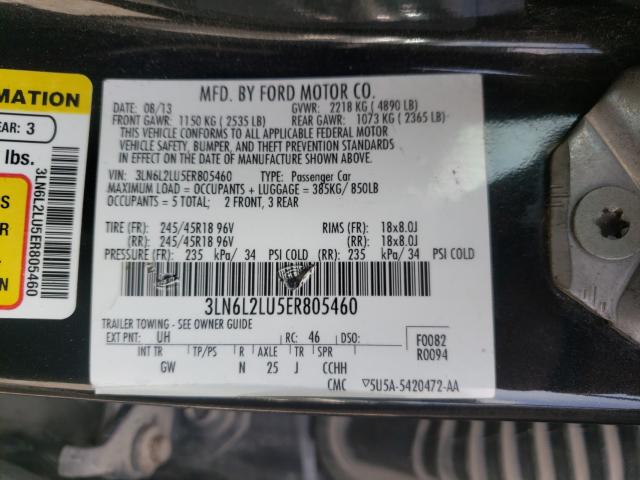 MFD. BY FORD MOTOR CO.
DATE: 08/13 GVWR: 2218 KG ( 4890 LB)
FRONT GAWR: 1150 KG ( 2535 LB) REAR GAWR: 1073 KG ( 2365 LB)
THIS VEHICLE CONFORMS TO ALL APPLICABLE FEDERAL MOTOR
VEHICLE SAFETY, BUMPER, AND THEFT PREVENTION STANDARDS
IN EFFECT ON THE DATE OF MANUFACTURE SHOWN ABOVE.
VIN: 3LN6L2LU5ER805460 TYPE: Passenger Car
MAXIMUM LOAD = OCCUPANTS + LUGGAGE = 385KG/ 850LB
OCCUPANTS = 5 TOTAL; 2 FRONT, 3 REAR
TIRE (FR): 245/45R18 96V RIMS (FR): 18x8.0J
(RR): 245/45R18 96V (RR): 18x8.0J
PRESSURE (FR): 235 kPa/ 34 PSI COLD (RR): 235 kPa/ 34 PSI COLD
3LN6L2LU5ER805460
TRAILER TOWING - SEE OWNER GUIDE
EXT PNT: UH RC: 46 DSO: F0082
INT TR TP/PS R AXLE TR SPR R0094
GW N 25 J CCHH
CMC ▽5U5A-5420472-AA
RMATION
EAR: 3
lbs.
3LN6L2LU5ER805460